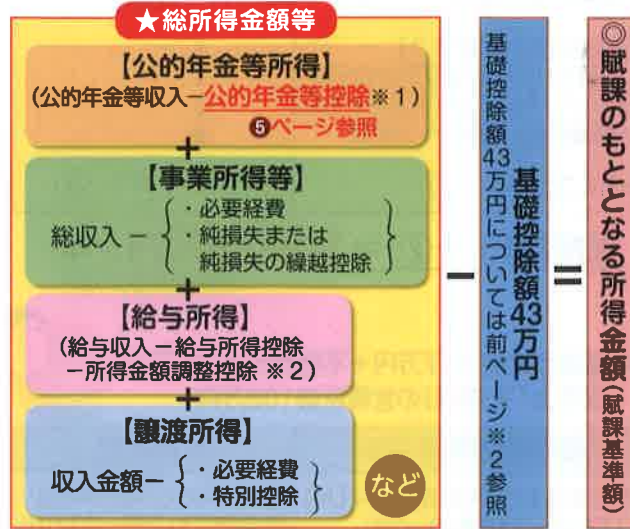 ★総所得金額等
【公的年金等所得】
(公的年金等収入－公的年金等控除※1)
❺ページ参照
＋
【事業所得等】
総収入－
・必要経費
・純損失または
純損失の繰越控除
＋
【給与所得】
(給与収入－給与所得控除
－所得金額調整控除 ※2)
＋
【譲渡所得】
収入金額－
・必要経費
・特別控除
など
－
基礎控除額43万円
基礎控除額43万円については前ページ※2参照
＝
◎賦課のもととなる所得金額(賦課基準額)